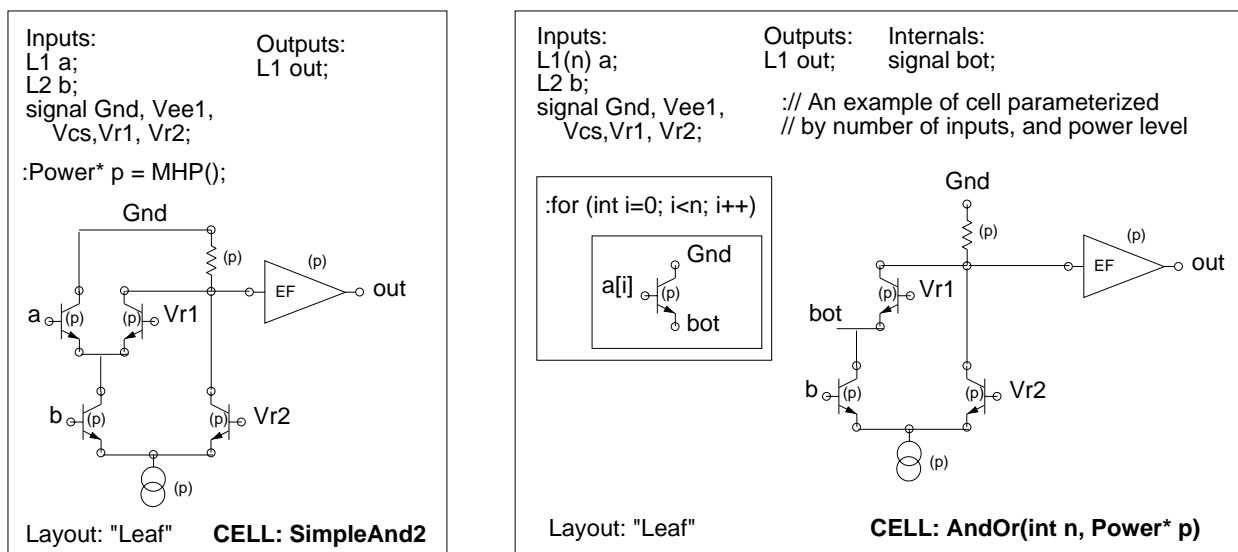 Inputs:
L1 a;
L2 b;
signal Gnd, Vee1,
Vcs,Vr1, Vr2;
Outputs:
L1 out;
:Power* p = MHP();
Gnd
(p)
(p)
EF
out
a
(p)
(p)
Vr1
b
(p)
(p)
Vr2
(p)
Layout: "Leaf"
CELL: SimpleAnd2
Inputs:
L1(n) a;
L2 b;
signal Gnd, Vee1,
Vcs,Vr1, Vr2;
Outputs:
L1 out;
Internals:
signal bot;
:// An example of cell parameterized
// by number of inputs, and power level
:for (int i=0; i<n; i++)
Gnd
a[i]
(p)
bot
Gnd
(p)
(p)
EF
out
(p)
Vr1
bot
b
(p)
(p)
Vr2
(p)
Layout: "Leaf"
CELL: AndOr(int n, Power* p)